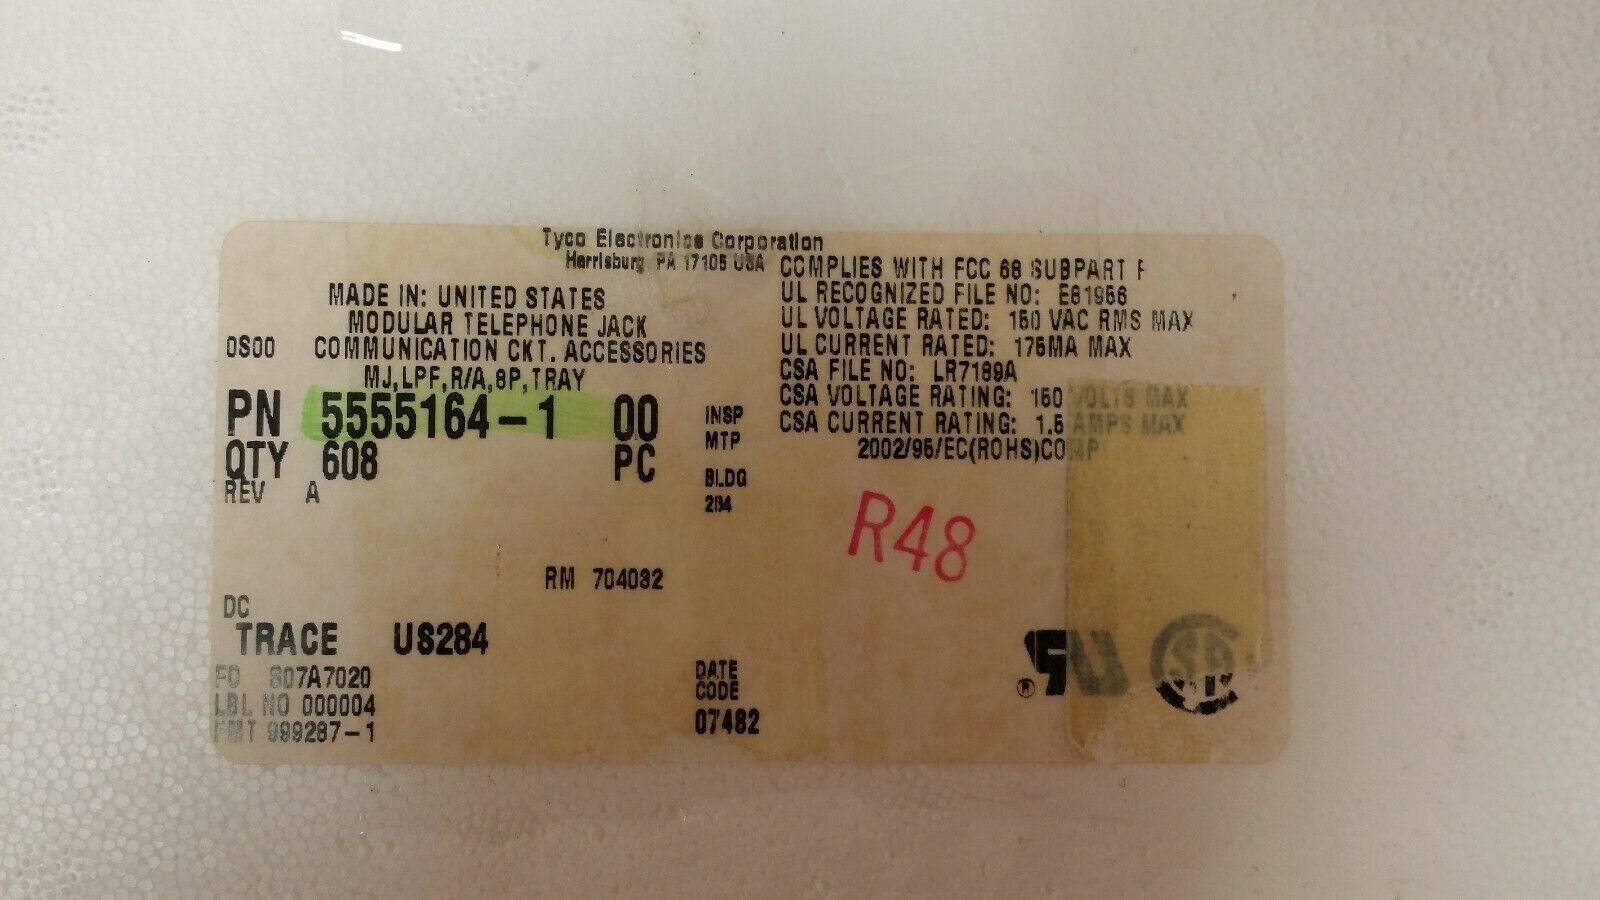 Tyco Electronics Corporation
Harrisburg PA 17105 USA
MADE IN: UNITED STATES
MODULAR TELEPHONE JACK
0S00 COMMUNICATION CKT. ACCESSORIES
MJ,LPF,R/A,8P,TRAY
PN 5555164-1 00
QTY 608 PC
REV A
INSP
MTP
BLDG
284
COMPLIES WITH FCC 68 SUBPART F
UL RECOGNIZED FILE NO: E81956
UL VOLTAGE RATED: 150 VAC RMS MAX
UL CURRENT RATED: 175MA MAX
CSA FILE NO: LR7189A
CSA VOLTAGE RATING: 150 VOLTS MAX
CSA CURRENT RATING: 1.5 AMPS MAX
2002/95/EC(ROHS)COMP
R48
RM 704082
DC
TRACE US284
FO S07A7020
LBL NO 000004
FMT 999287-1
DATE
CODE
07482